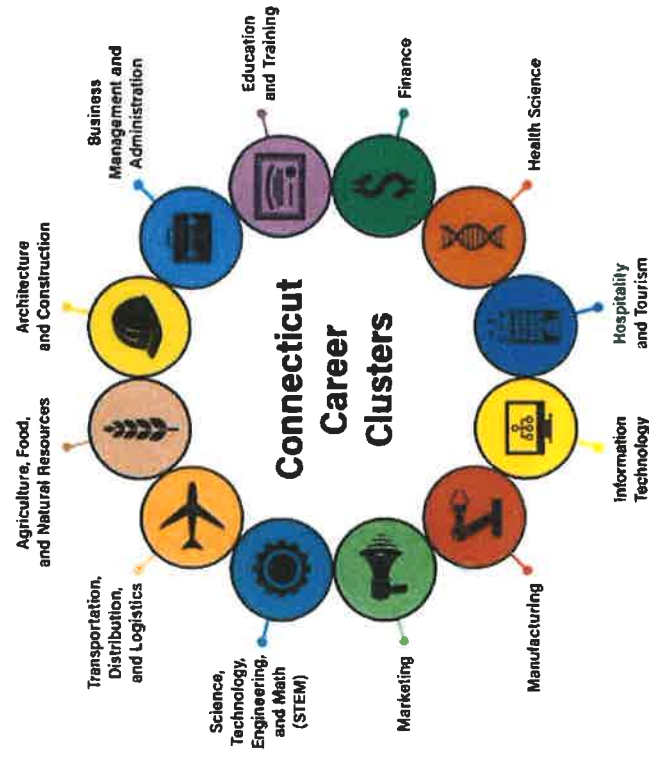 Connecticut
Career
Clusters
Agriculture, Food,
and Natural Resources
Architecture
and Construction
Business
Management and
Administration
Education
and Training
Finance
Health Science
Hospitality
and Tourism
Information
Technology
Manufacturing
Marketing
Science,
Technology,
Engineering,
and Math
(STEM)
Transportation,
Distribution,
and Logistics